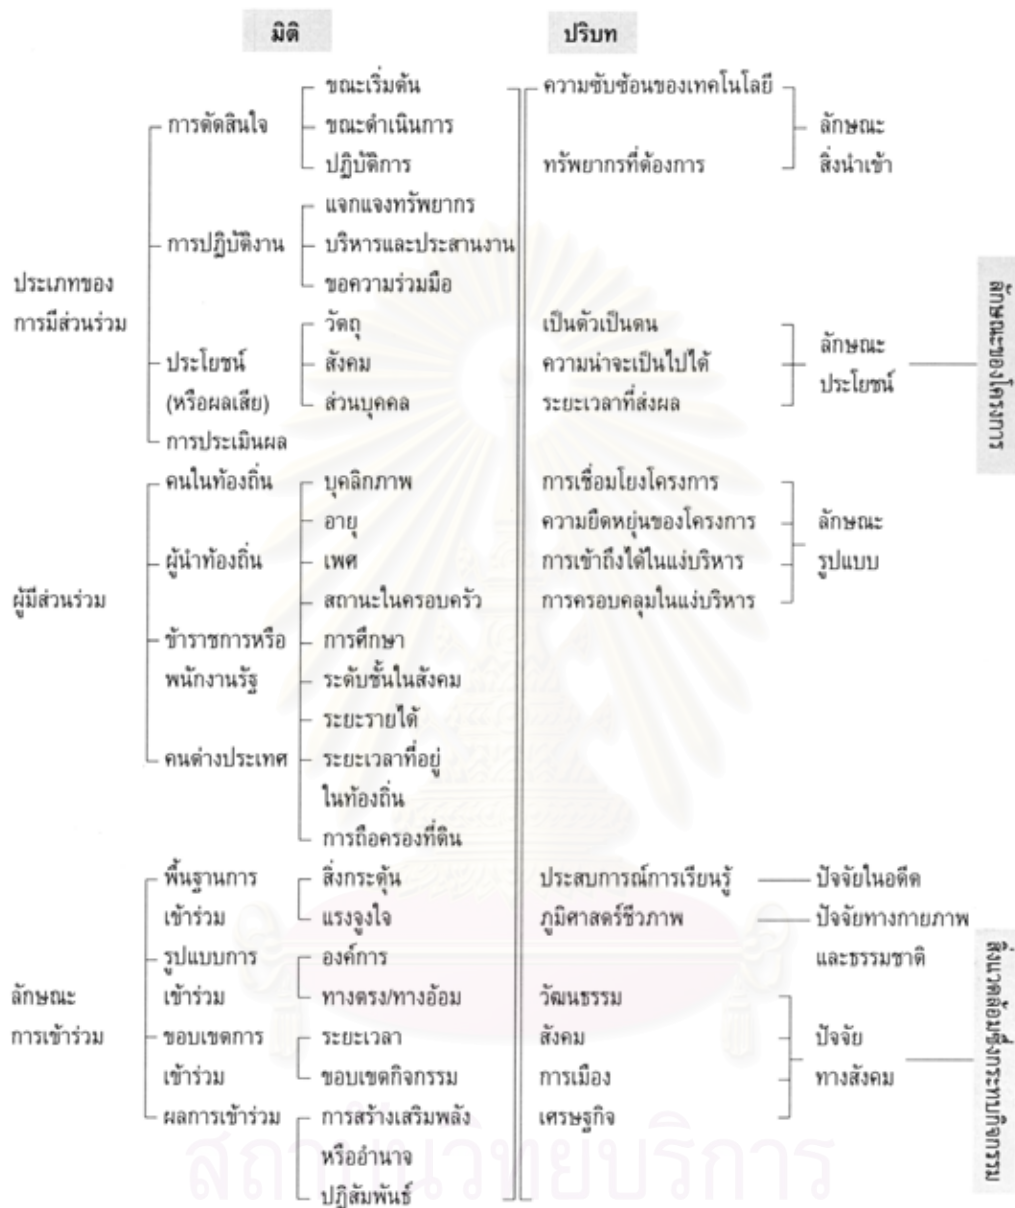 มิติ ปริบท
ขณะเริ่มต้น ความซับซ้อนของเทคโนโลยี
การตัดสินใจ ขณะดำเนินการ ลักษณะ
ปฏิบัติการ ทรัพยากรที่ต้องการ สิ่งนำเข้า
แจกแจงทรัพยากร
การปฏิบัติงาน บริหารและประสานงาน
ประเภทของ ขอความร่วมมือ
การมีส่วนร่วม วัตถุ เป็นตัวเป็นตน ลักษณะ
ประโยชน์ สังคม ความน่าจะเป็นไปได้ ประโยชน์
(หรือผลเสีย) ส่วนบุคคล ระยะเวลาที่ส่งผล
ลักษณะของโครงการ
การประเมินผล
คนในท้องถิ่น บุคลิกภาพ การเชื่อมโยงโครงการ
อายุ ความยืดหยุ่นของโครงการ ลักษณะ
ผู้นำท้องถิ่น เพศ การเข้าถึงได้ในแง่บริหาร รูปแบบ
ผู้มีส่วนร่วม สถานะในครอบครัว การครอบคลุมในแง่บริหาร
ข้าราชการหรือ การศึกษา
พนักงานรัฐ ระดับชั้นในสังคม
ระยะรายได้
คนต่างประเทศ ระยะเวลาที่อยู่
ในท้องถิ่น
การถือครองที่ดิน
พื้นฐานการ สิ่งกระตุ้น ประสบการณ์การเรียนรู้ ปัจจัยในอดีต
เข้าร่วม แรงจูงใจ ภูมิศาสตร์ชีวภาพ ปัจจัยทางกายภาพ
รูปแบบการ องค์การ และธรรมชาติ
ลักษณะ เข้าร่วม ทางตรง/ทางอ้อม วัฒนธรรม
การเข้าร่วม ขอบเขตการ ระยะเวลา สังคม ปัจจัย
เข้าร่วม ขอบเขตกิจกรรม การเมือง ทางสังคม
สิ่งแวดล้อมซึ่งกระทบกิจกรรม
ผลการเข้าร่วม การสร้างเสริมพลัง เศรษฐกิจ
หรืออำนาจ
ปฏิสัมพันธ์
สถาบันวิทยบริการ